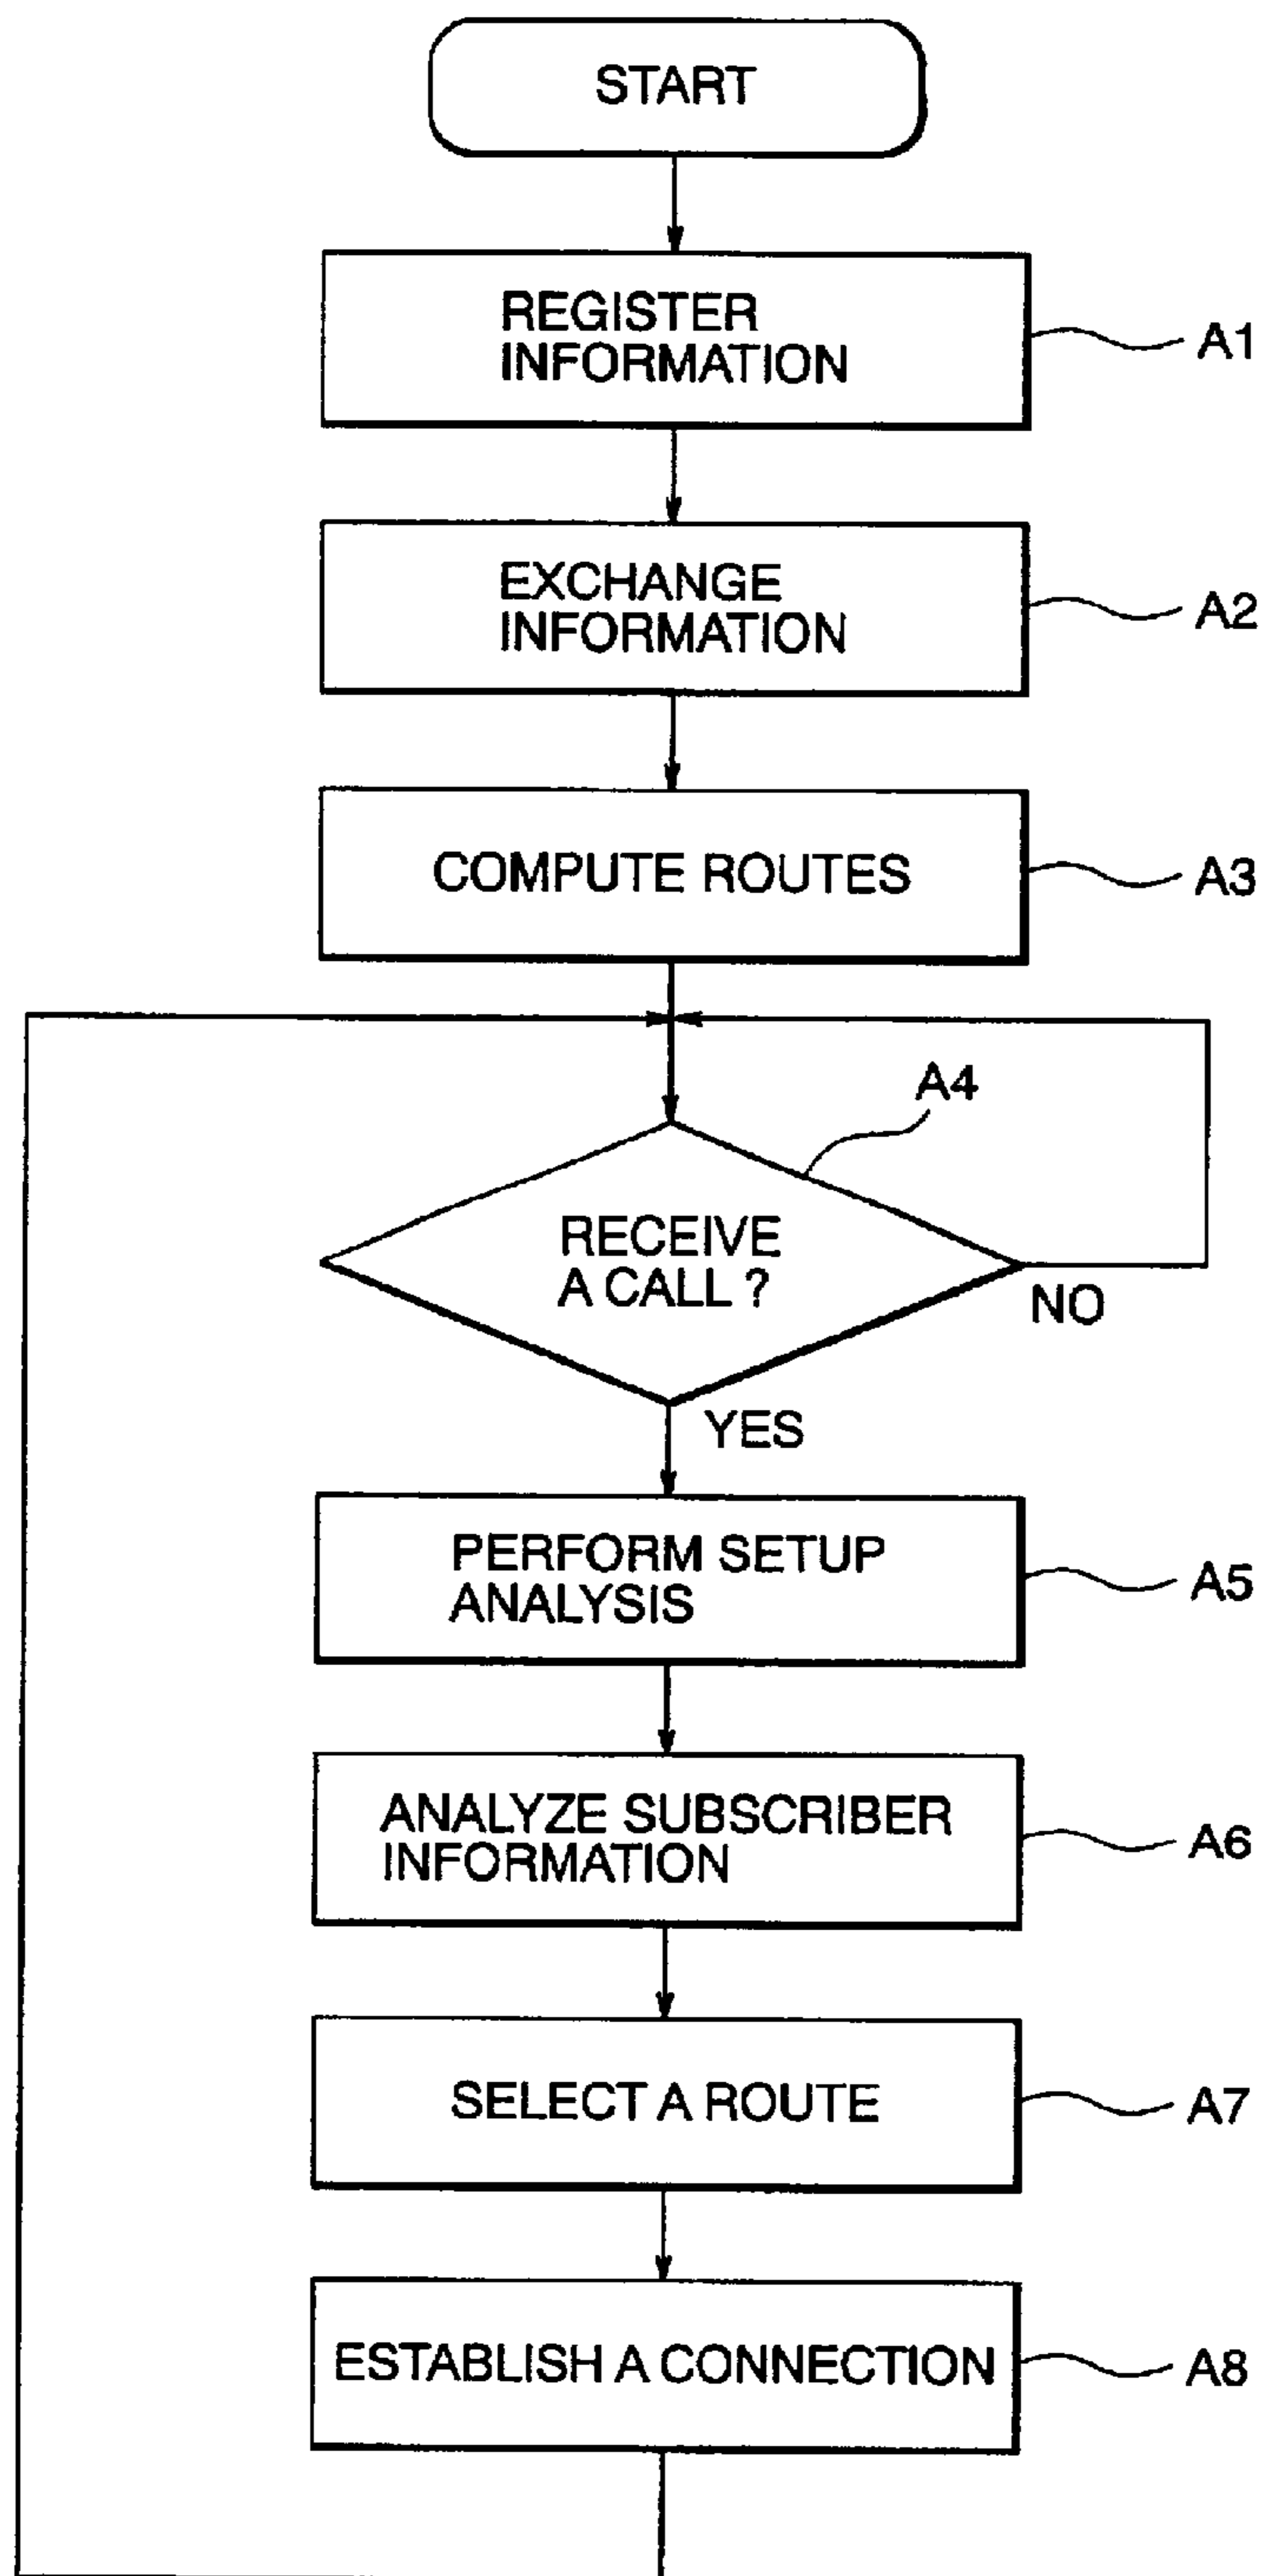 START
REGISTER
INFORMATION
A1
EXCHANGE
INFORMATION
A2
COMPUTE ROUTES
A3
A4
RECEIVE
A CALL ?
NO
YES
PERFORM SETUP
ANALYSIS
A5
ANALYZE SUBSCRIBER
INFORMATION
A6
SELECT A ROUTE
A7
ESTABLISH A CONNECTION
A8